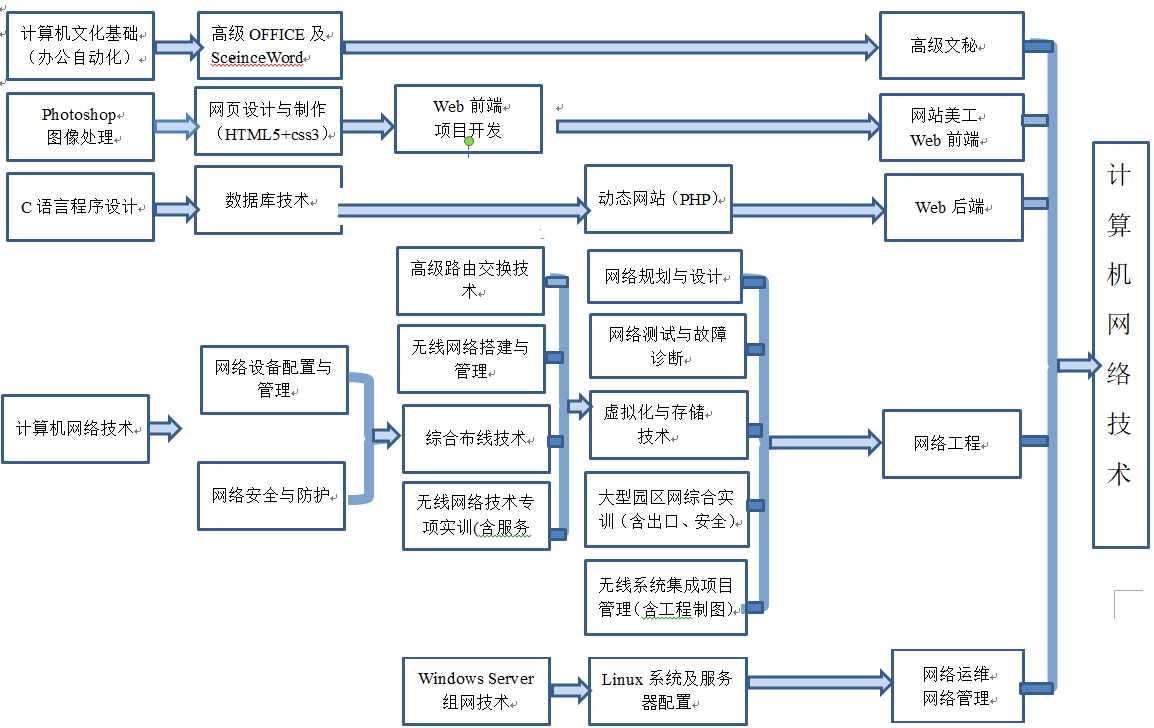 计算机文化基础
（办公自动化）
高级 OFFICE 及
SceinceWord
高级文秘
Photoshop
图像处理
网页设计与制作
（HTML5+css3）
Web 前端
项目开发
网站美工
Web 前端
C 语言程序设计
数据库技术
动态网站（PHP）
Web 后端
高级路由交换技
术
网络规划与设计
无线网络搭建与
管理
网络测试与故障
诊断
网络设备配置与
管理
计算机网络技术
综合布线技术
虚拟化与存储
技术
网络工程
网络安全与防护
无线网络技术专
项实训(含服务
大型园区网综合实
训（含出口、安全）
无线系统集成项目
管理（含工程制图）
Windows Server
组网技术
Linux 系统及服务
器配置
网络运维
网络管理
计
算
机
网
络
技
术